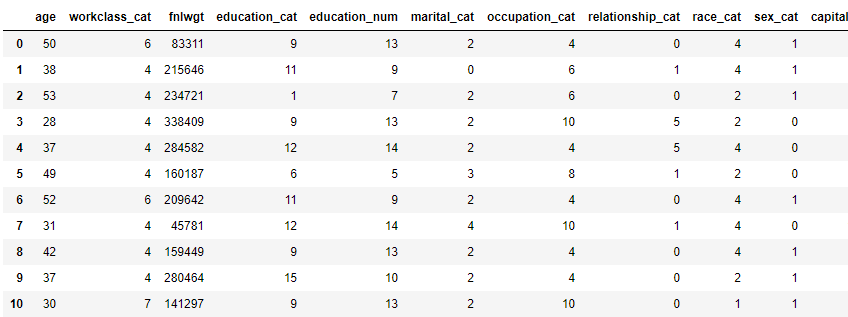 age workclass_cat fnlwgt education_cat education_num marital_cat occupation_cat relationship_cat race_cat sex_cat capital
0 50 6 83311 9 13 2 4 0 4 1
1 38 4 215646 11 9 0 6 1 4 1
2 53 4 234721 1 7 2 6 0 2 1
3 28 4 338409 9 13 2 10 5 2 0
4 37 4 284582 12 14 2 4 5 4 0
5 49 4 160187 6 5 3 8 1 2 0
6 52 6 209642 11 9 2 4 0 4 1
7 31 4 45781 12 14 4 10 1 4 0
8 42 4 159449 9 13 2 4 0 4 1
9 37 4 280464 15 10 2 4 0 2 1
10 30 7 141297 9 13 2 10 0 1 1